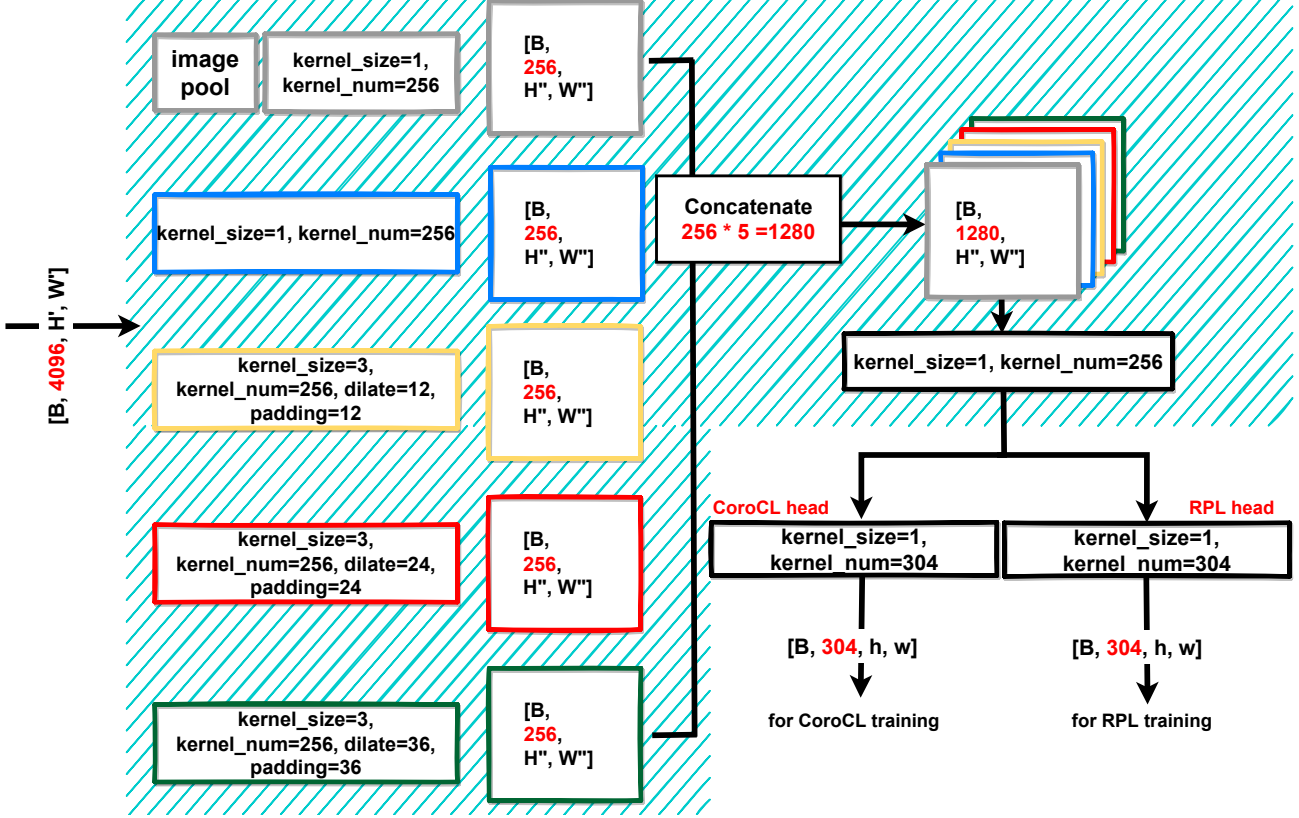 [B, 4096, H', W']
image
pool
kernel_size=1,
kernel_num=256
[B,
256,
H", W"]
kernel_size=1, kernel_num=256
[B,
256,
H", W"]
kernel_size=3,
kernel_num=256, dilate=12,
padding=12
[B,
256,
H", W"]
kernel_size=3,
kernel_num=256, dilate=24,
padding=24
[B,
256,
H", W"]
kernel_size=3,
kernel_num=256, dilate=36,
padding=36
[B,
256,
H", W"]
Concatenate
256 * 5 =1280
[B,
1280,
H", W"]
kernel_size=1, kernel_num=256
CoroCL head
kernel_size=1,
kernel_num=304
[B, 304, h, w]
for CoroCL training
RPL head
kernel_size=1,
kernel_num=304
[B, 304, h, w]
for RPL training